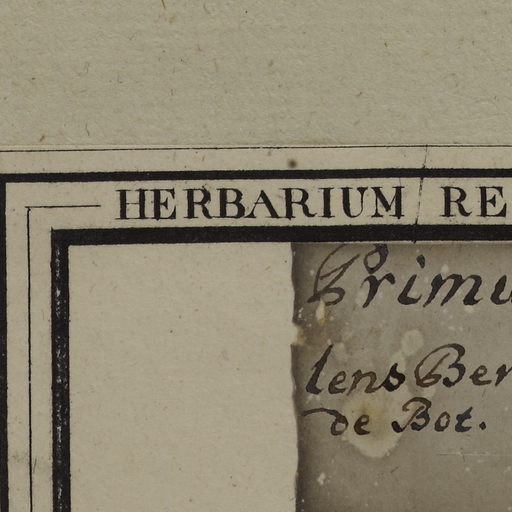 HERBARIUM RE
Primu
lens Ber
de Bot.